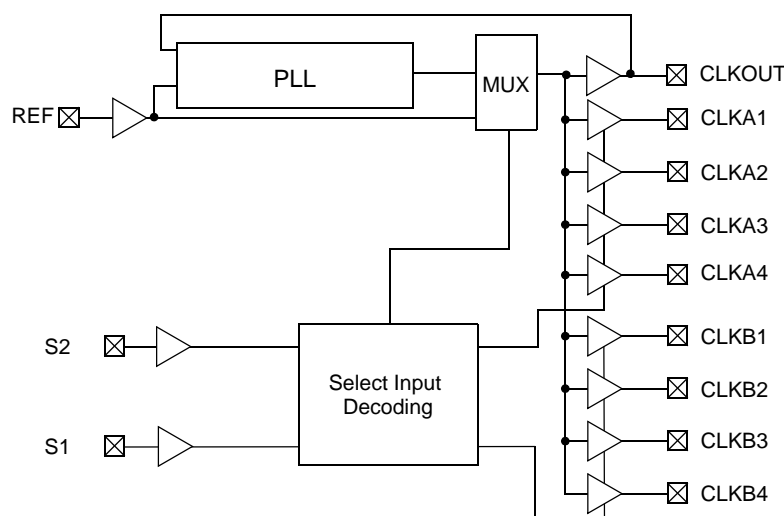 PLL
MUX
REF
CLKOUT
CLKA1
CLKA2
CLKA3
CLKA4
S2
S1
Select Input
Decoding
CLKB1
CLKB2
CLKB3
CLKB4